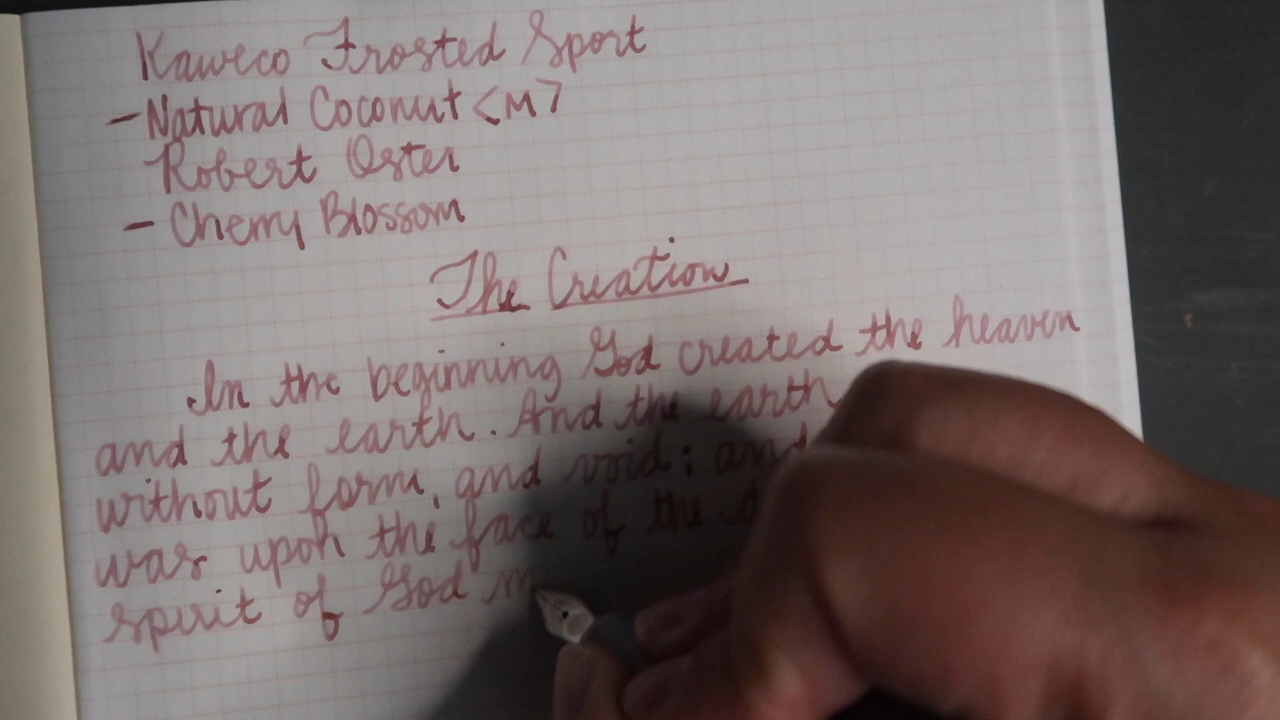 Kaweco Frosted Sport
- Natural Coconut <M>
Robert Oster
- Cherry Blossom
The Creation
In the beginning God created the heaven
and the earth. And the earth
without form, and void: and
was upon the face of the
spirit of God